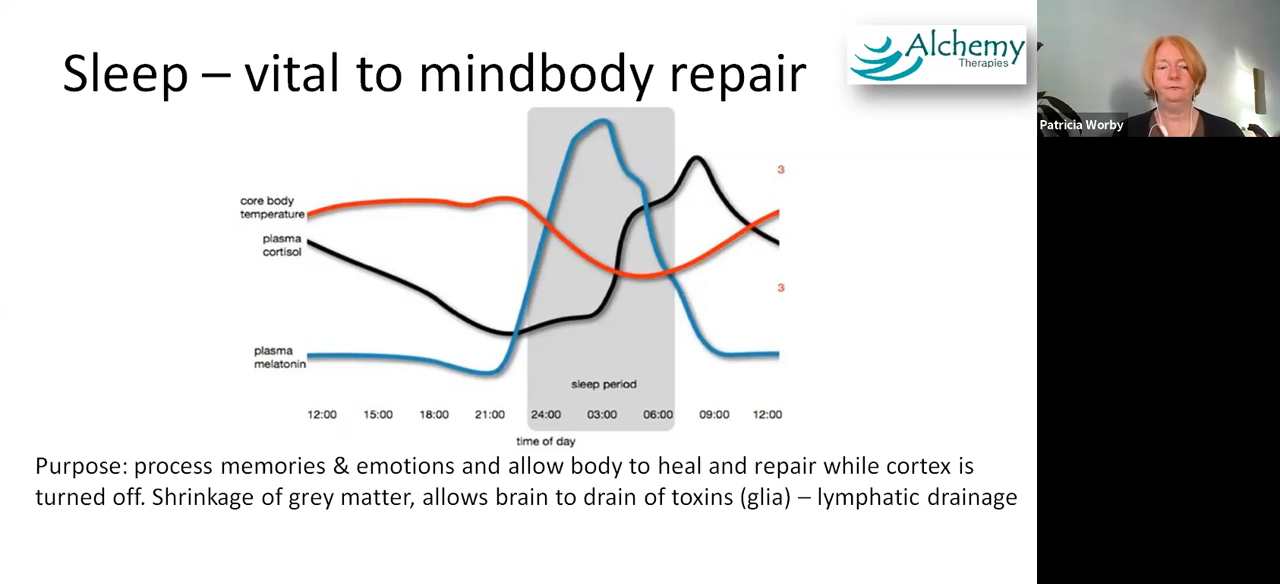 Sleep – vital to mindbody repair
Alchemy
Therapies
Patricia Worby
3
core body
temperature
plasma
cortisol
3
plasma
melatonin
sleep period
12:00 15:00 18:00 21:00 24:00 03:00 06:00 09:00 12:00
time of day
Purpose: process memories & emotions and allow body to heal and repair while cortex is
turned off. Shrinkage of grey matter, allows brain to drain of toxins (glia) – lymphatic drainage